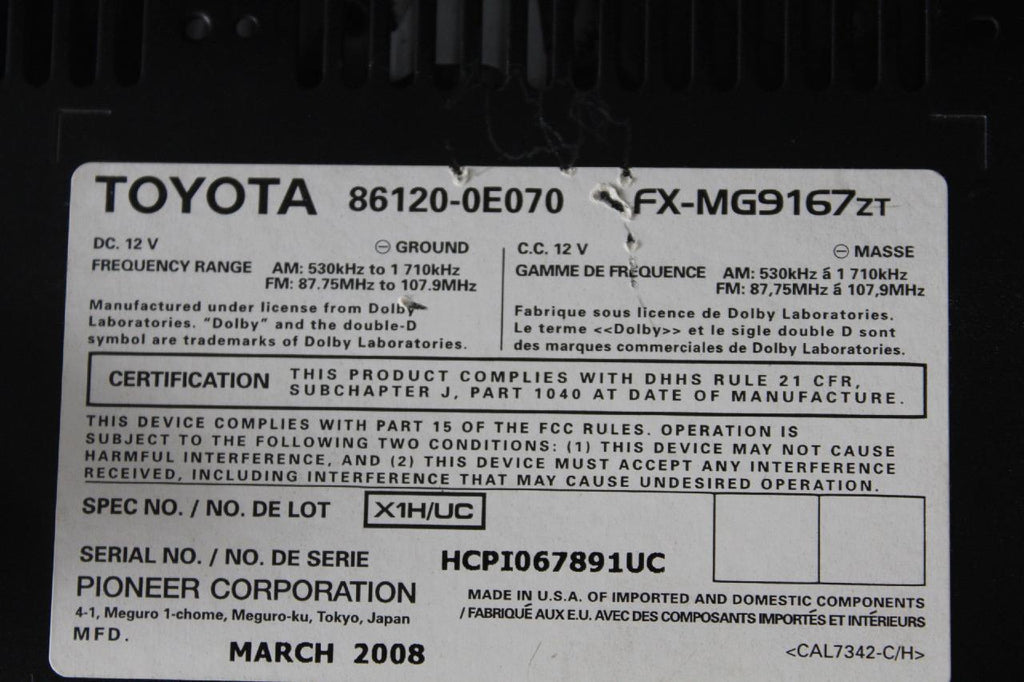 TOYOTA 86120-0E070 FX-MG9167ZT
DC. 12 V ⊖ GROUND
FREQUENCY RANGE AM: 530kHz to 1 710kHz
FM: 87.75MHz to 107.9MHz
Manufactured under license from Dolby
Laboratories. "Dolby" and the double-D
symbol are trademarks of Dolby Laboratories.
C.C. 12 V ⊖ MASSE
GAMME DE FRÉQUENCE AM: 530kHz á 1 710kHz
FM: 87,75MHz á 107,9MHz
Fabrique sous licence de Dolby Laboratories.
Le terme <<Dolby>> et le sigle double D sont
des marques commerciales de Dolby Laboratories.
CERTIFICATION THIS PRODUCT COMPLIES WITH DHHS RULE 21 CFR,
SUBCHAPTER J, PART 1040 AT DATE OF MANUFACTURE.
THIS DEVICE COMPLIES WITH PART 15 OF THE FCC RULES. OPERATION IS
SUBJECT TO THE FOLLOWING TWO CONDITIONS: (1) THIS DEVICE MAY NOT CAUSE
HARMFUL INTERFERENCE, AND (2) THIS DEVICE MUST ACCEPT ANY INTERFERENCE
RECEIVED, INCLUDING INTERFERENCE THAT MAY CAUSE UNDESIRED OPERATION.
SPEC NO. / NO. DE LOT X1H/UC
SERIAL NO. / NO. DE SERIE HCPI067891UC
PIONEER CORPORATION
4-1, Meguro 1-chome, Meguro-ku, Tokyo, Japan
MADE IN U.S.A. OF IMPORTED AND DOMESTIC COMPONENTS
/ FABRIQUÉ AUX E.U. AVEC DES COMPOSANTS IMPORTÉS ET INTÉRIEURS
MFD.
MARCH 2008 <CAL7342-C/H>